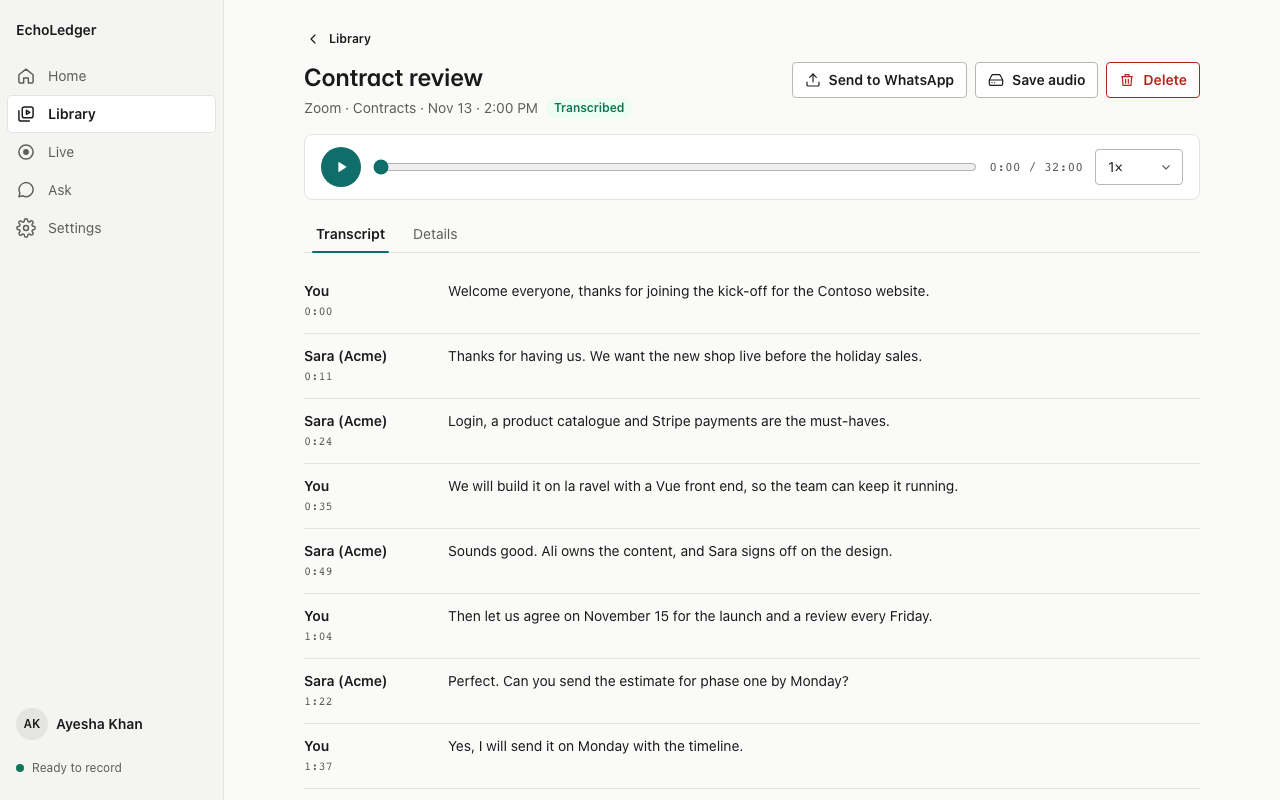 EchoLedger
Home
Library
Live
Ask
Settings
AK
Ayesha Khan
Ready to record
Library
Contract review
Zoom · Contracts · Nov 13 · 2:00 PM
Transcribed
Send to WhatsApp
Save audio
Delete
0:00 / 32:00
1×
Transcript
Details
You
0:00
Welcome everyone, thanks for joining the kick-off for the Contoso website.
Sara (Acme)
0:11
Thanks for having us. We want the new shop live before the holiday sales.
Sara (Acme)
0:24
Login, a product catalogue and Stripe payments are the must-haves.
You
0:35
We will build it on la ravel with a Vue front end, so the team can keep it running.
Sara (Acme)
0:49
Sounds good. Ali owns the content, and Sara signs off on the design.
You
1:04
Then let us agree on November 15 for the launch and a review every Friday.
Sara (Acme)
1:22
Perfect. Can you send the estimate for phase one by Monday?
You
1:37
Yes, I will send it on Monday with the timeline.